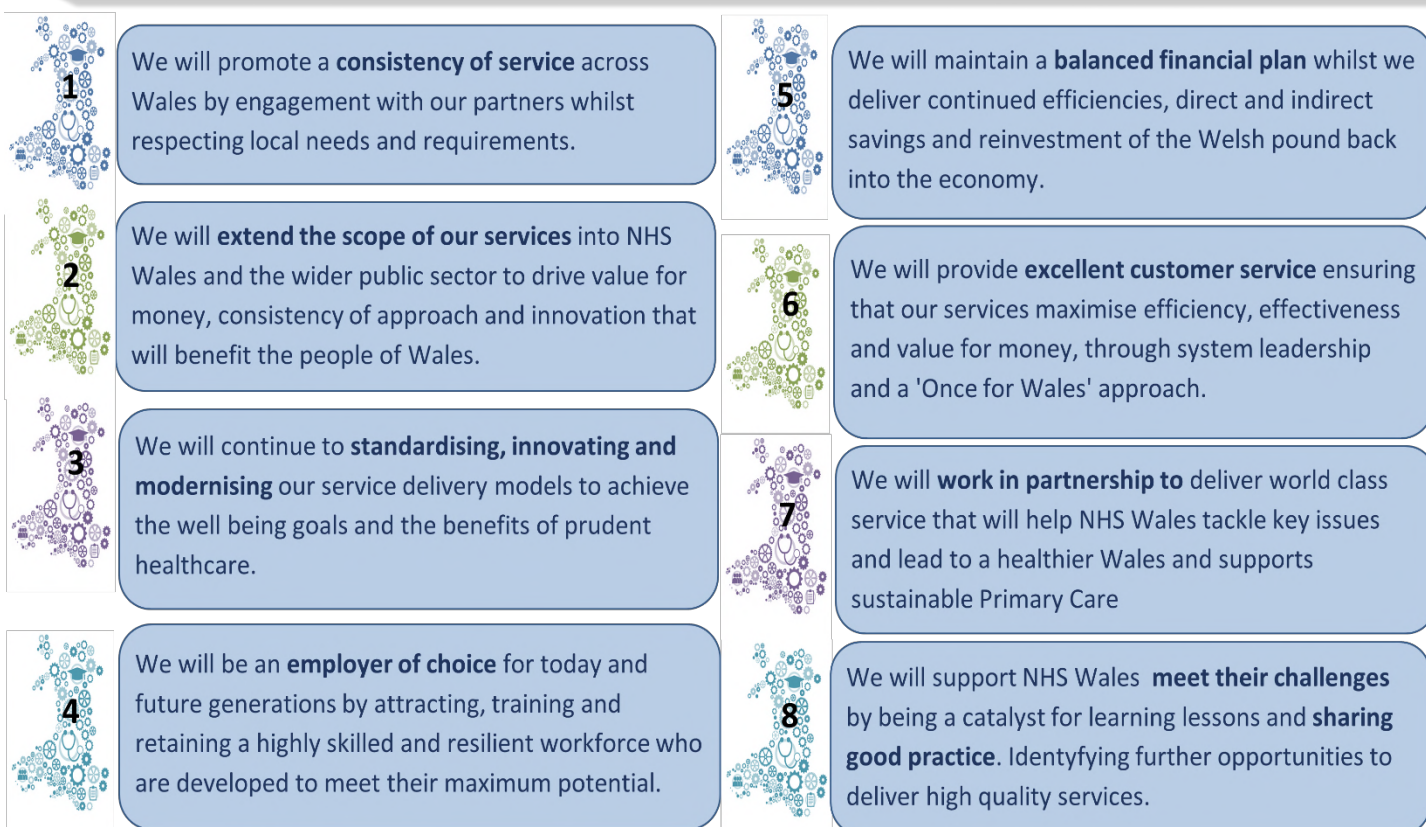 1
We will promote a consistency of service across
Wales by engagement with our partners whilst
respecting local needs and requirements.
2
We will extend the scope of our services into NHS
Wales and the wider public sector to drive value for
money, consistency of approach and innovation that
will benefit the people of Wales.
3
We will continue to standardising, innovating and
modernising our service delivery models to achieve
the well being goals and the benefits of prudent
healthcare.
4
We will be an employer of choice for today and
future generations by attracting, training and
retaining a highly skilled and resilient workforce who
are developed to meet their maximum potential.
5
We will maintain a balanced financial plan whilst we
deliver continued efficiencies, direct and indirect
savings and reinvestment of the Welsh pound back
into the economy.
6
We will provide excellent customer service ensuring
that our services maximise efficiency, effectiveness
and value for money, through system leadership
and a 'Once for Wales' approach.
7
We will work in partnership to deliver world class
service that will help NHS Wales tackle key issues
and lead to a healthier Wales and supports
sustainable Primary Care
8
We will support NHS Wales meet their challenges
by being a catalyst for learning lessons and sharing
good practice. Identyfying further opportunities to
deliver high quality services.